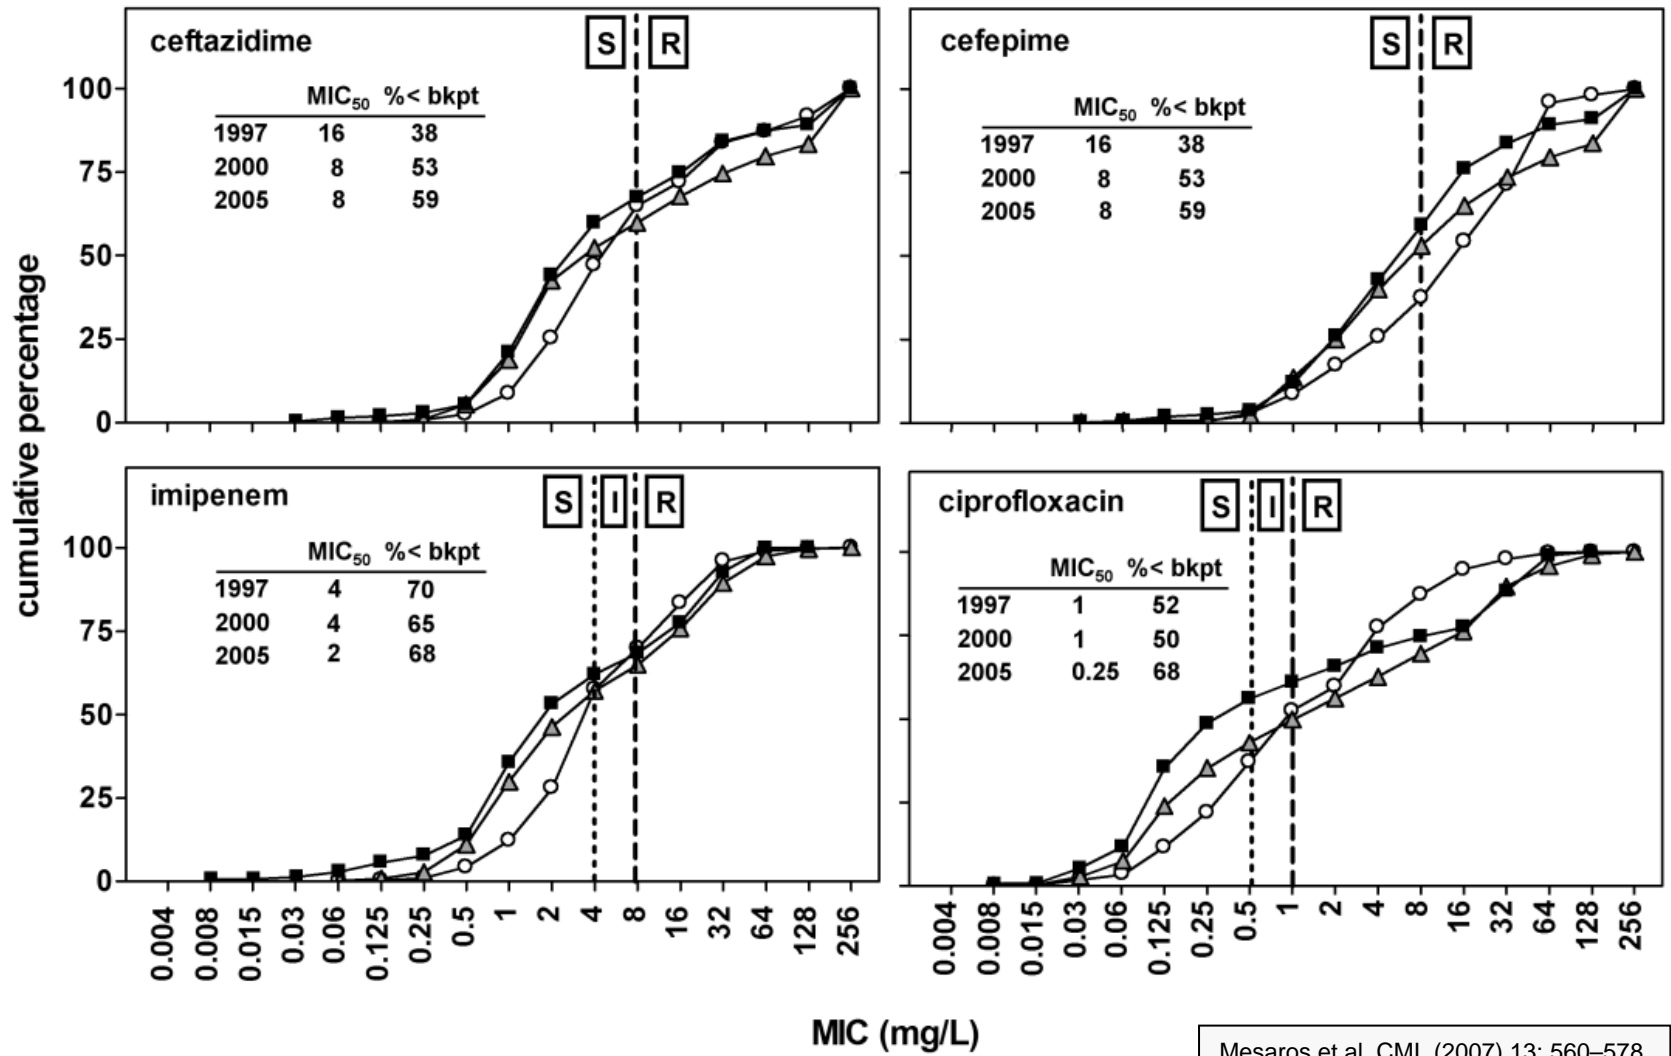 ceftazidime
S R
MIC50 %< bkpt
1997 16 38
2000 8 53
2005 8 59
cefepime
S R
MIC50 %< bkpt
1997 16 38
2000 8 53
2005 8 59
100
75
50
25
0
cumulative percentage
imipenem
S I R
MIC50 %< bkpt
1997 4 70
2000 4 65
2005 2 68
ciprofloxacin
S I R
MIC50 %< bkpt
1997 1 52
2000 1 50
2005 0.25 68
100
75
50
25
0
0.004 0.008 0.015 0.03 0.06 0.125 0.25 0.5 1 2 4 8 16 32 64 128 256
0.004 0.008 0.015 0.03 0.06 0.125 0.25 0.5 1 2 4 8 16 32 64 128 256
MIC (mg/L)
Mesaros et al. CMI, (2007) 13: 560–578